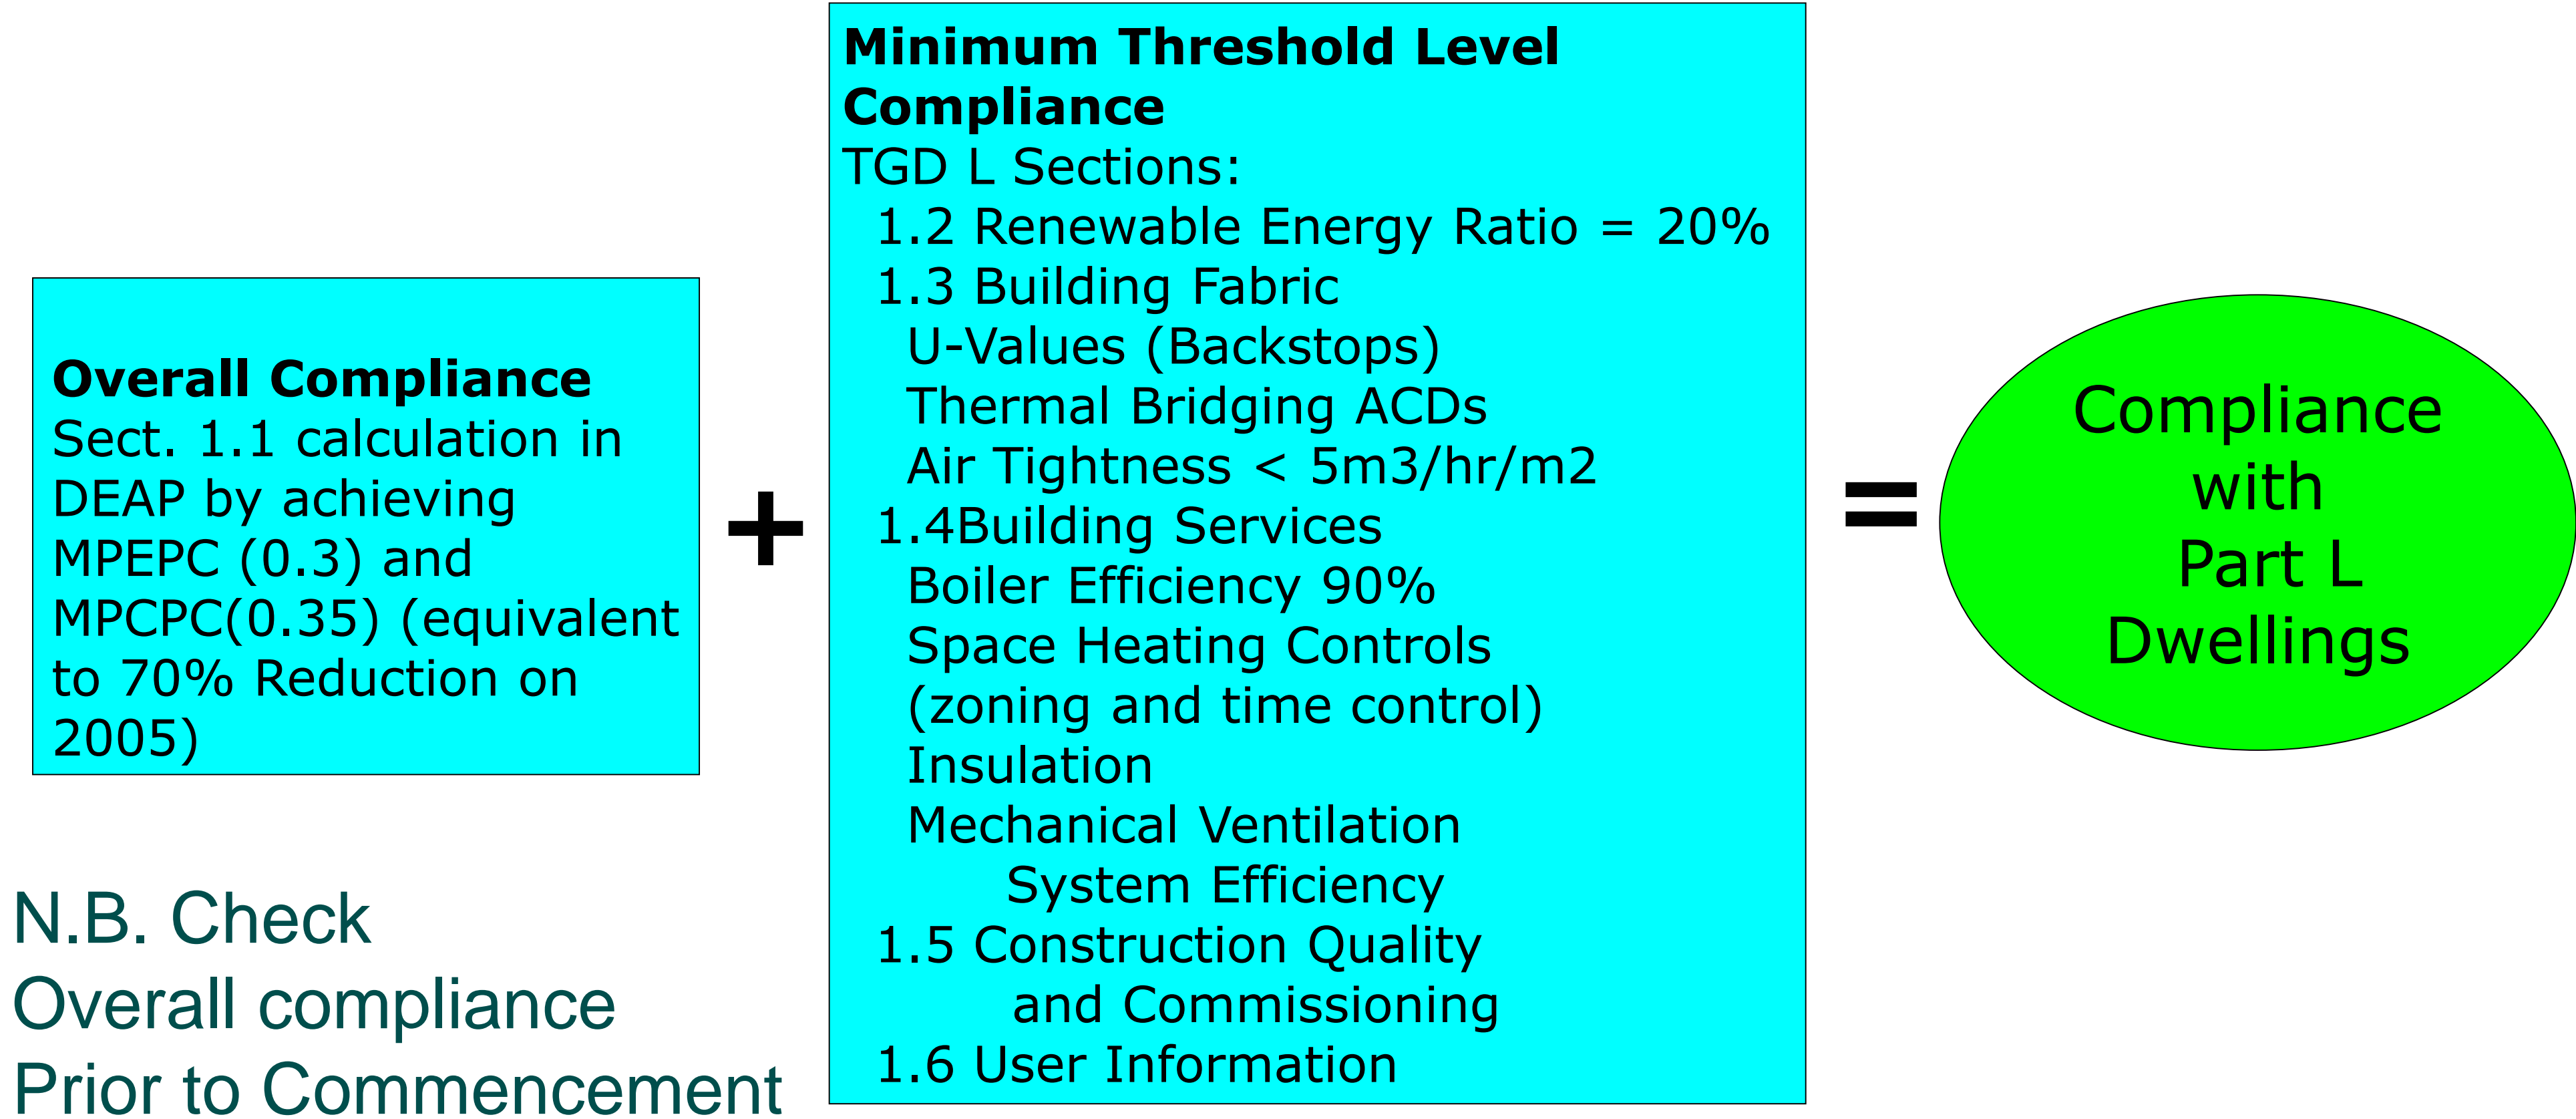 Overall Compliance
Sect. 1.1 calculation in
DEAP by achieving
MPEPC (0.3) and
MPCPC(0.35) (equivalent
to 70% Reduction on
2005)
+
Minimum Threshold Level
Compliance
TGD L Sections:
1.2 Renewable Energy Ratio = 20%
1.3 Building Fabric
U-Values (Backstops)
Thermal Bridging ACDs
Air Tightness < 5m3/hr/m2
1.4Building Services
Boiler Efficiency 90%
Space Heating Controls
(zoning and time control)
Insulation
Mechanical Ventilation
System Efficiency
1.5 Construction Quality
and Commissioning
1.6 User Information
=
Compliance
with
Part L
Dwellings
N.B. Check
Overall compliance
Prior to Commencement